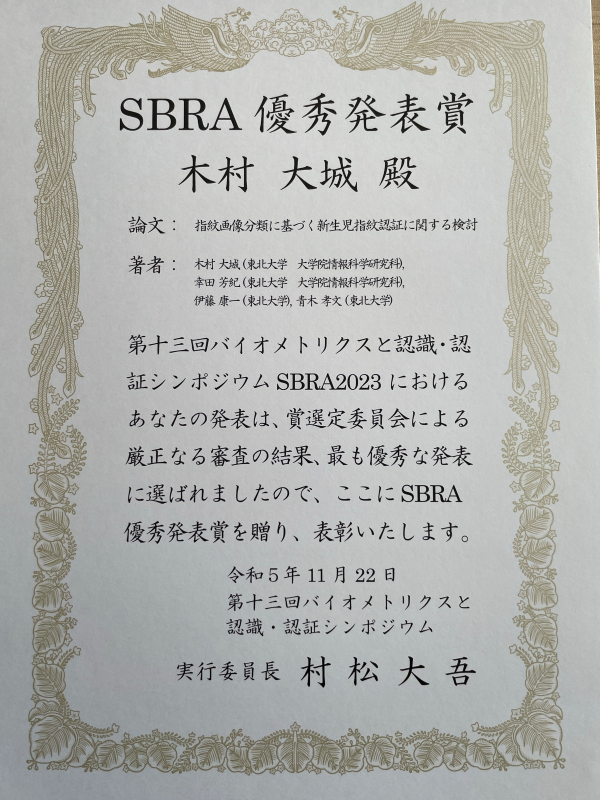 SBRA 優秀発表賞
木村 大城 殿
論文： 指紋画像分類に基づく新生児指紋認証に関する検討
著者： 木村 大城 (東北大学 大学院情報科学研究科),
幸田 芳紀 (東北大学 大学院情報科学研究科),
伊藤 康一 (東北大学), 青木 孝文 (東北大学)
第十三回バイオメトリクスと認識・認
証シンポジウム SBRA2023 における
あなたの発表は、賞選定委員会による
厳正なる審査の結果、最も優秀な発表
に選ばれましたので、ここに SBRA
優秀発表賞を贈り、表彰いたします。
令和５年 11 月 22 日
第十三回バイオメトリクスと
認識・認証シンポジウム
実行委員長 村 松 大 吾